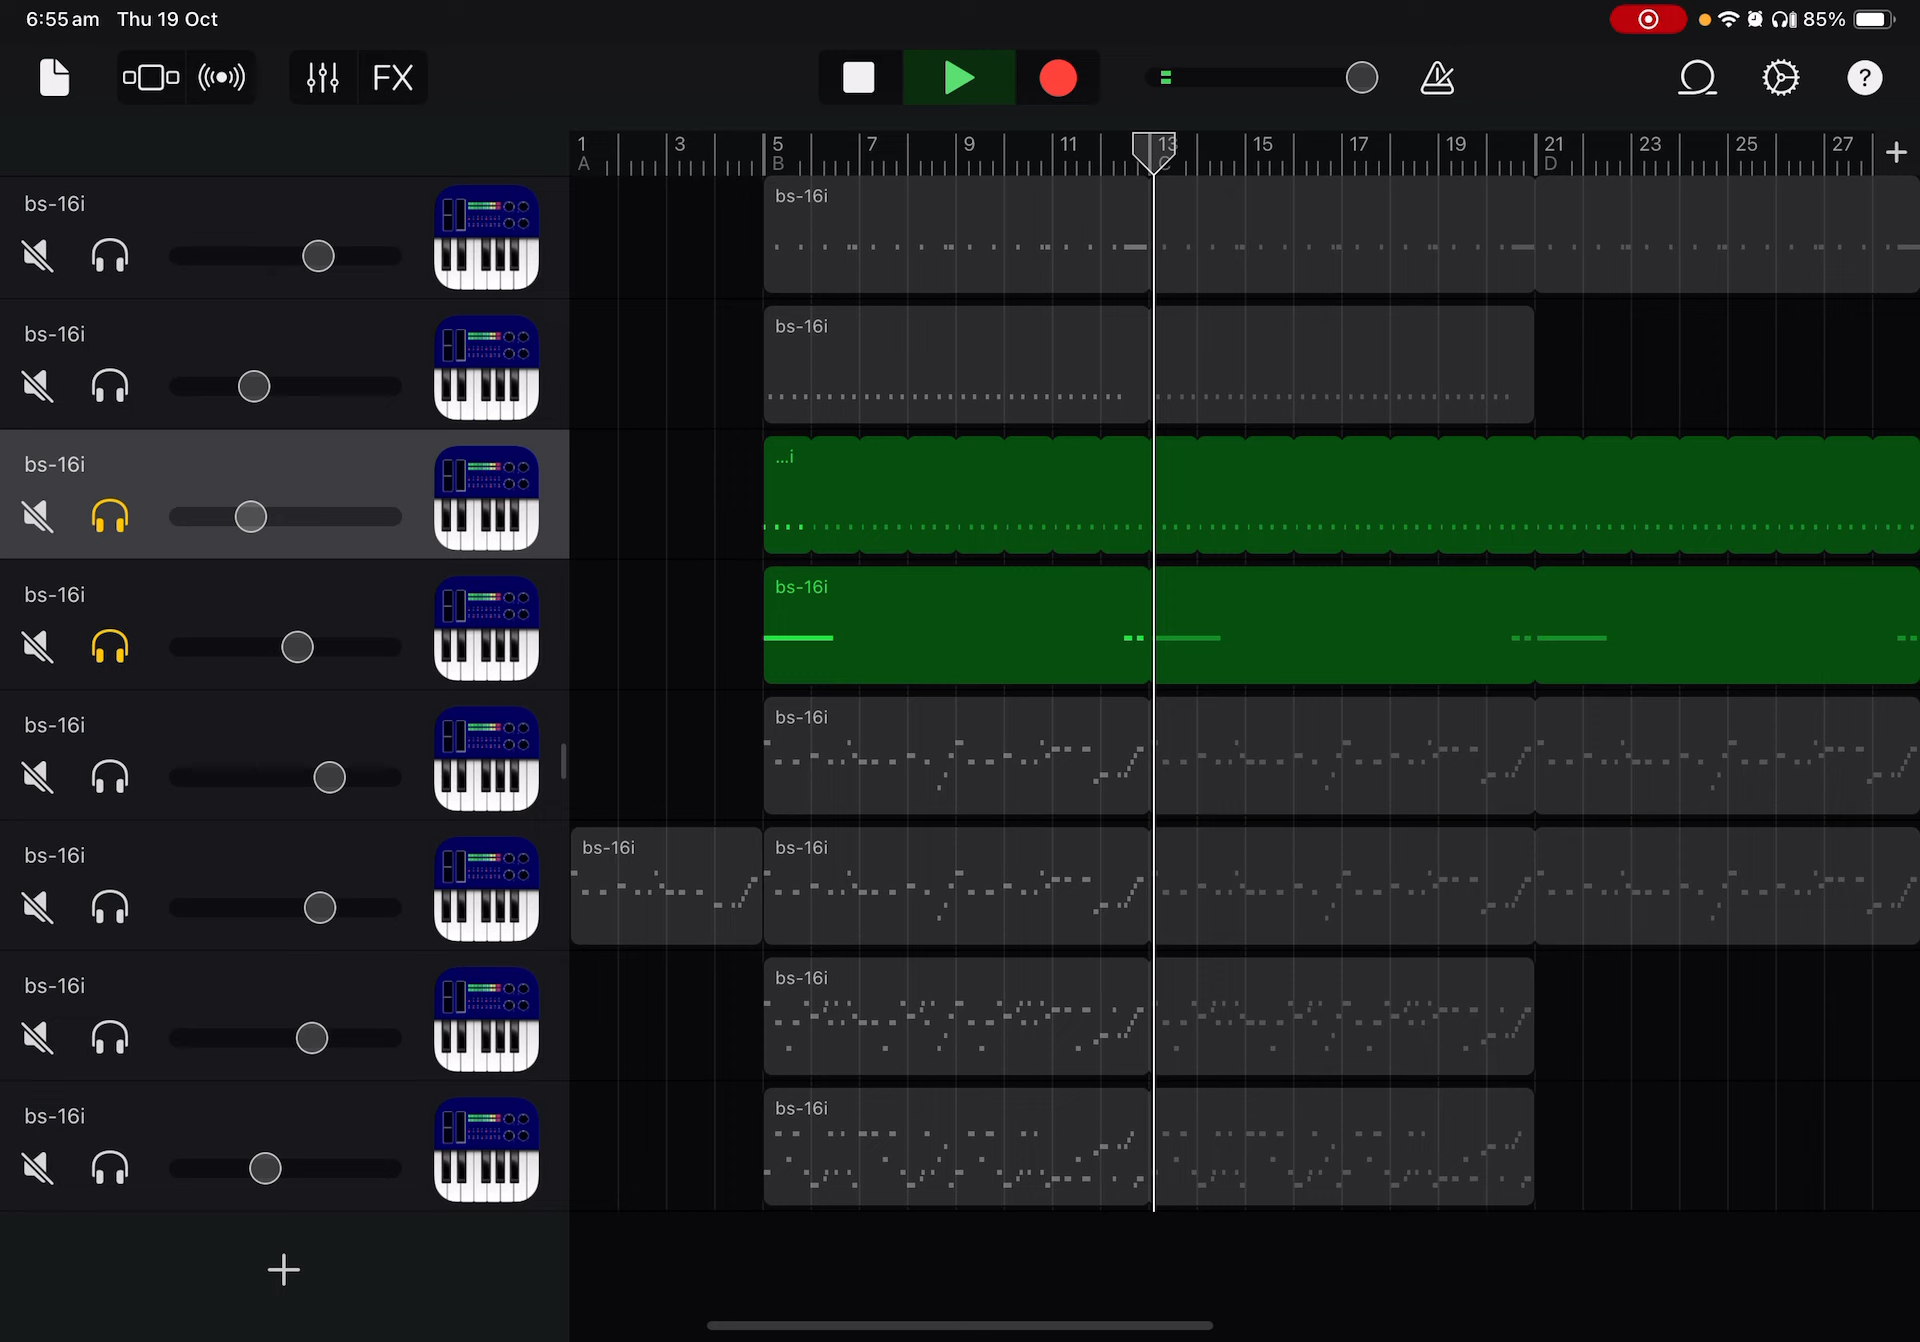 6:55 am Thu 19 Oct 85%
FX ?
1 3 5 7 9 11 13 15 17 19 21 23 25 27 +
A B C D
bs-16i bs-16i
bs-16i bs-16i
bs-16i ...i
bs-16i bs-16i
bs-16i bs-16i
bs-16i bs-16i bs-16i
bs-16i bs-16i
bs-16i bs-16i
+